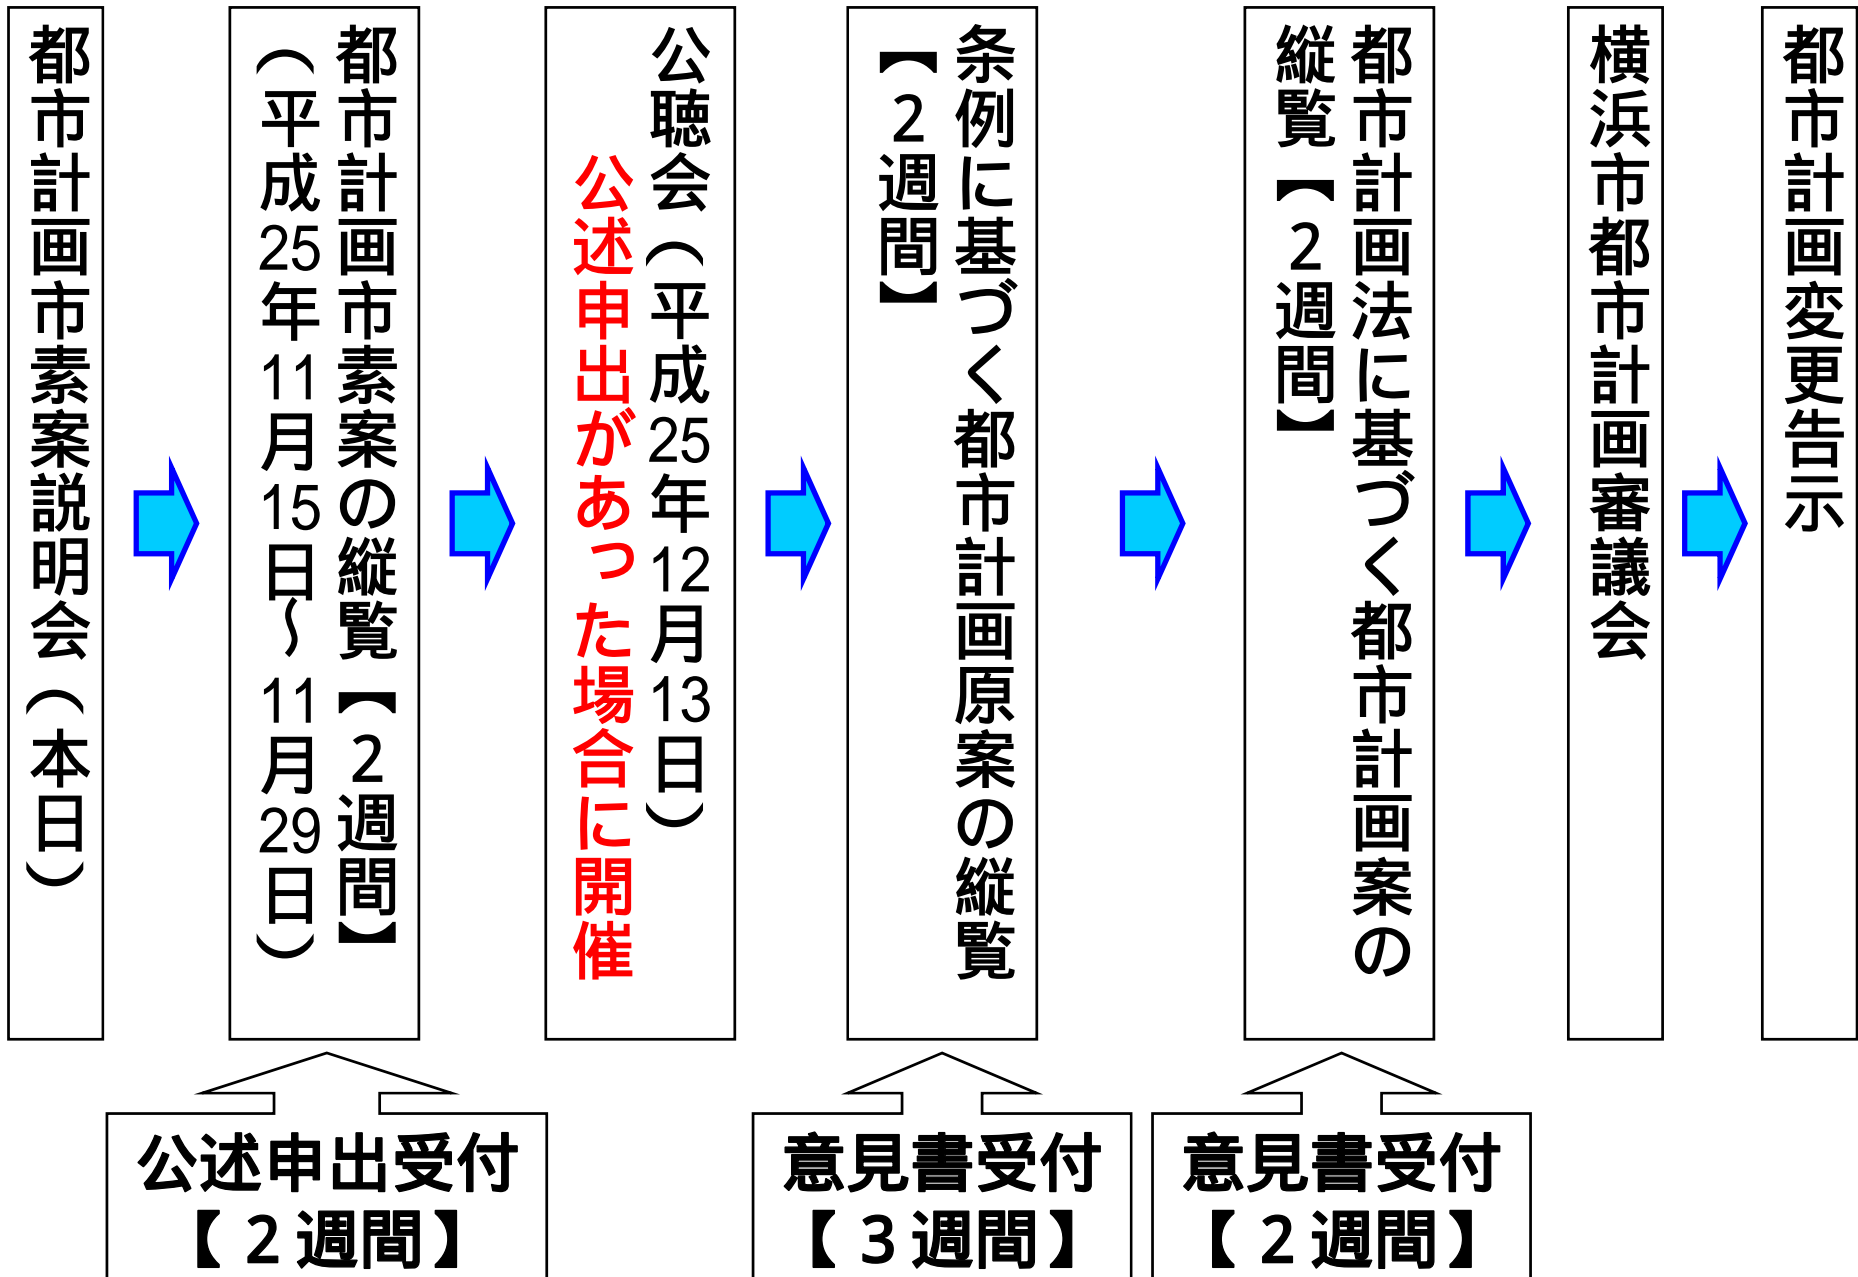 都市計画市素案説明会（本日）
都市計画市素案の縦覧【２週間】
（平成25年11月15日～11月29日）
公聴会（平成25年12月13日）
公述申出があった場合に開催
条例に基づく都市計画原案の縦覧
【２週間】
都市計画法に基づく都市計画案の
縦覧【２週間】
横浜市都市計画審議会
都市計画変更告示
公述申出受付
【２週間】
意見書受付
【３週間】
意見書受付
【２週間】